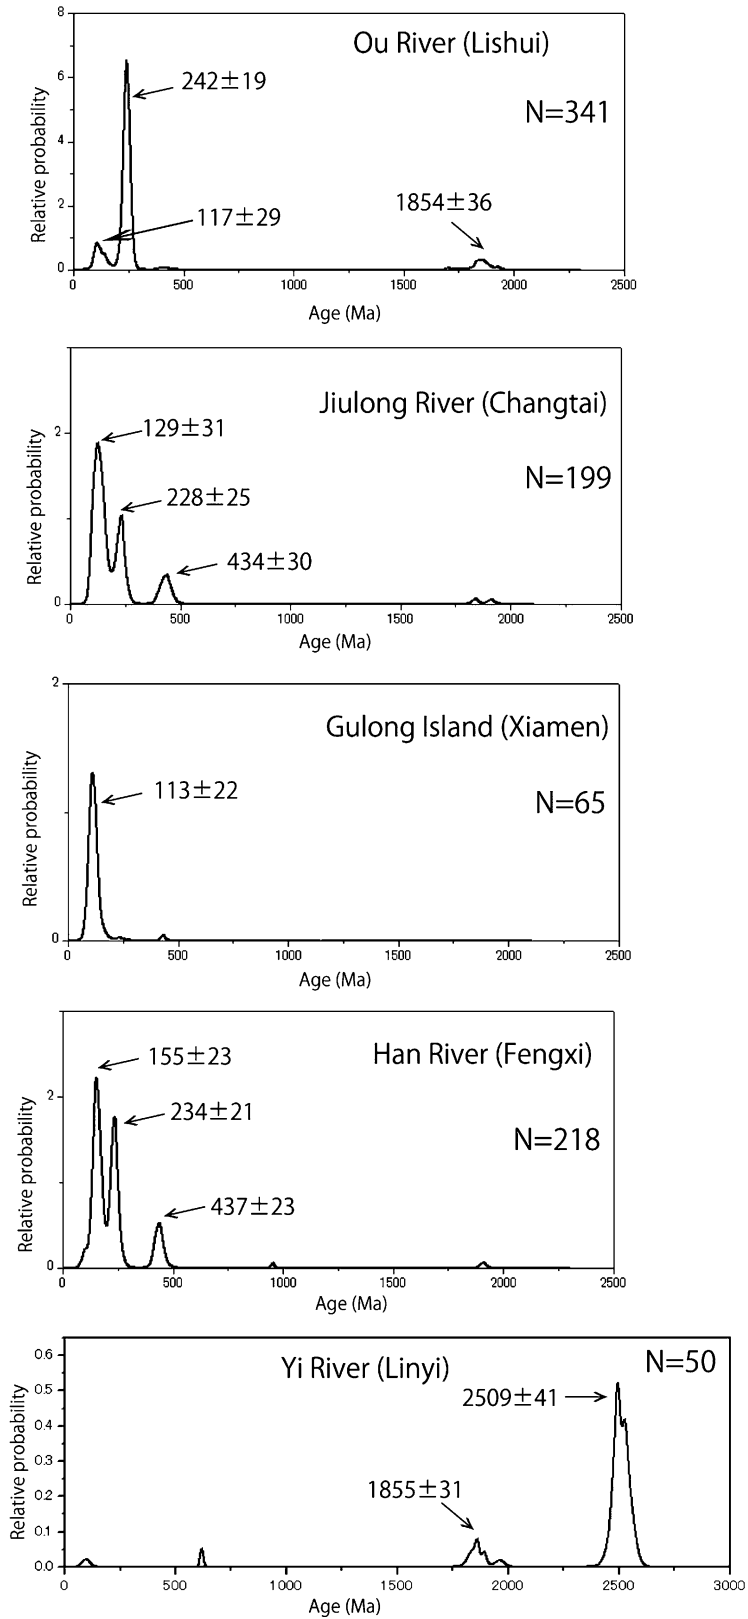 Ou River (Lishui)
N=341
242±19
117±29
1854±36
Relative probability
8
6
4
2
0
0 500 1000 1500 2000 2500
Age (Ma)
Jiulong River (Changtai)
N=199
129±31
228±25
434±30
Relative probability
2
0
0 500 1000 1500 2000 2500
Age (Ma)
Gulong Island (Xiamen)
N=65
113±22
Relative probability
2
0
0 500 1000 1500 2000 2500
Age (Ma)
Han River (Fengxi)
N=218
155±23
234±21
437±23
Relative probability
2
0
0 500 1000 1500 2000 2500
Age (Ma)
Yi River (Linyi)
N=50
2509±41
1855±31
Relative probability
0.6
0.5
0.4
0.3
0.2
0.1
0.0
0 500 1000 1500 2000 2500 3000
Age (Ma)